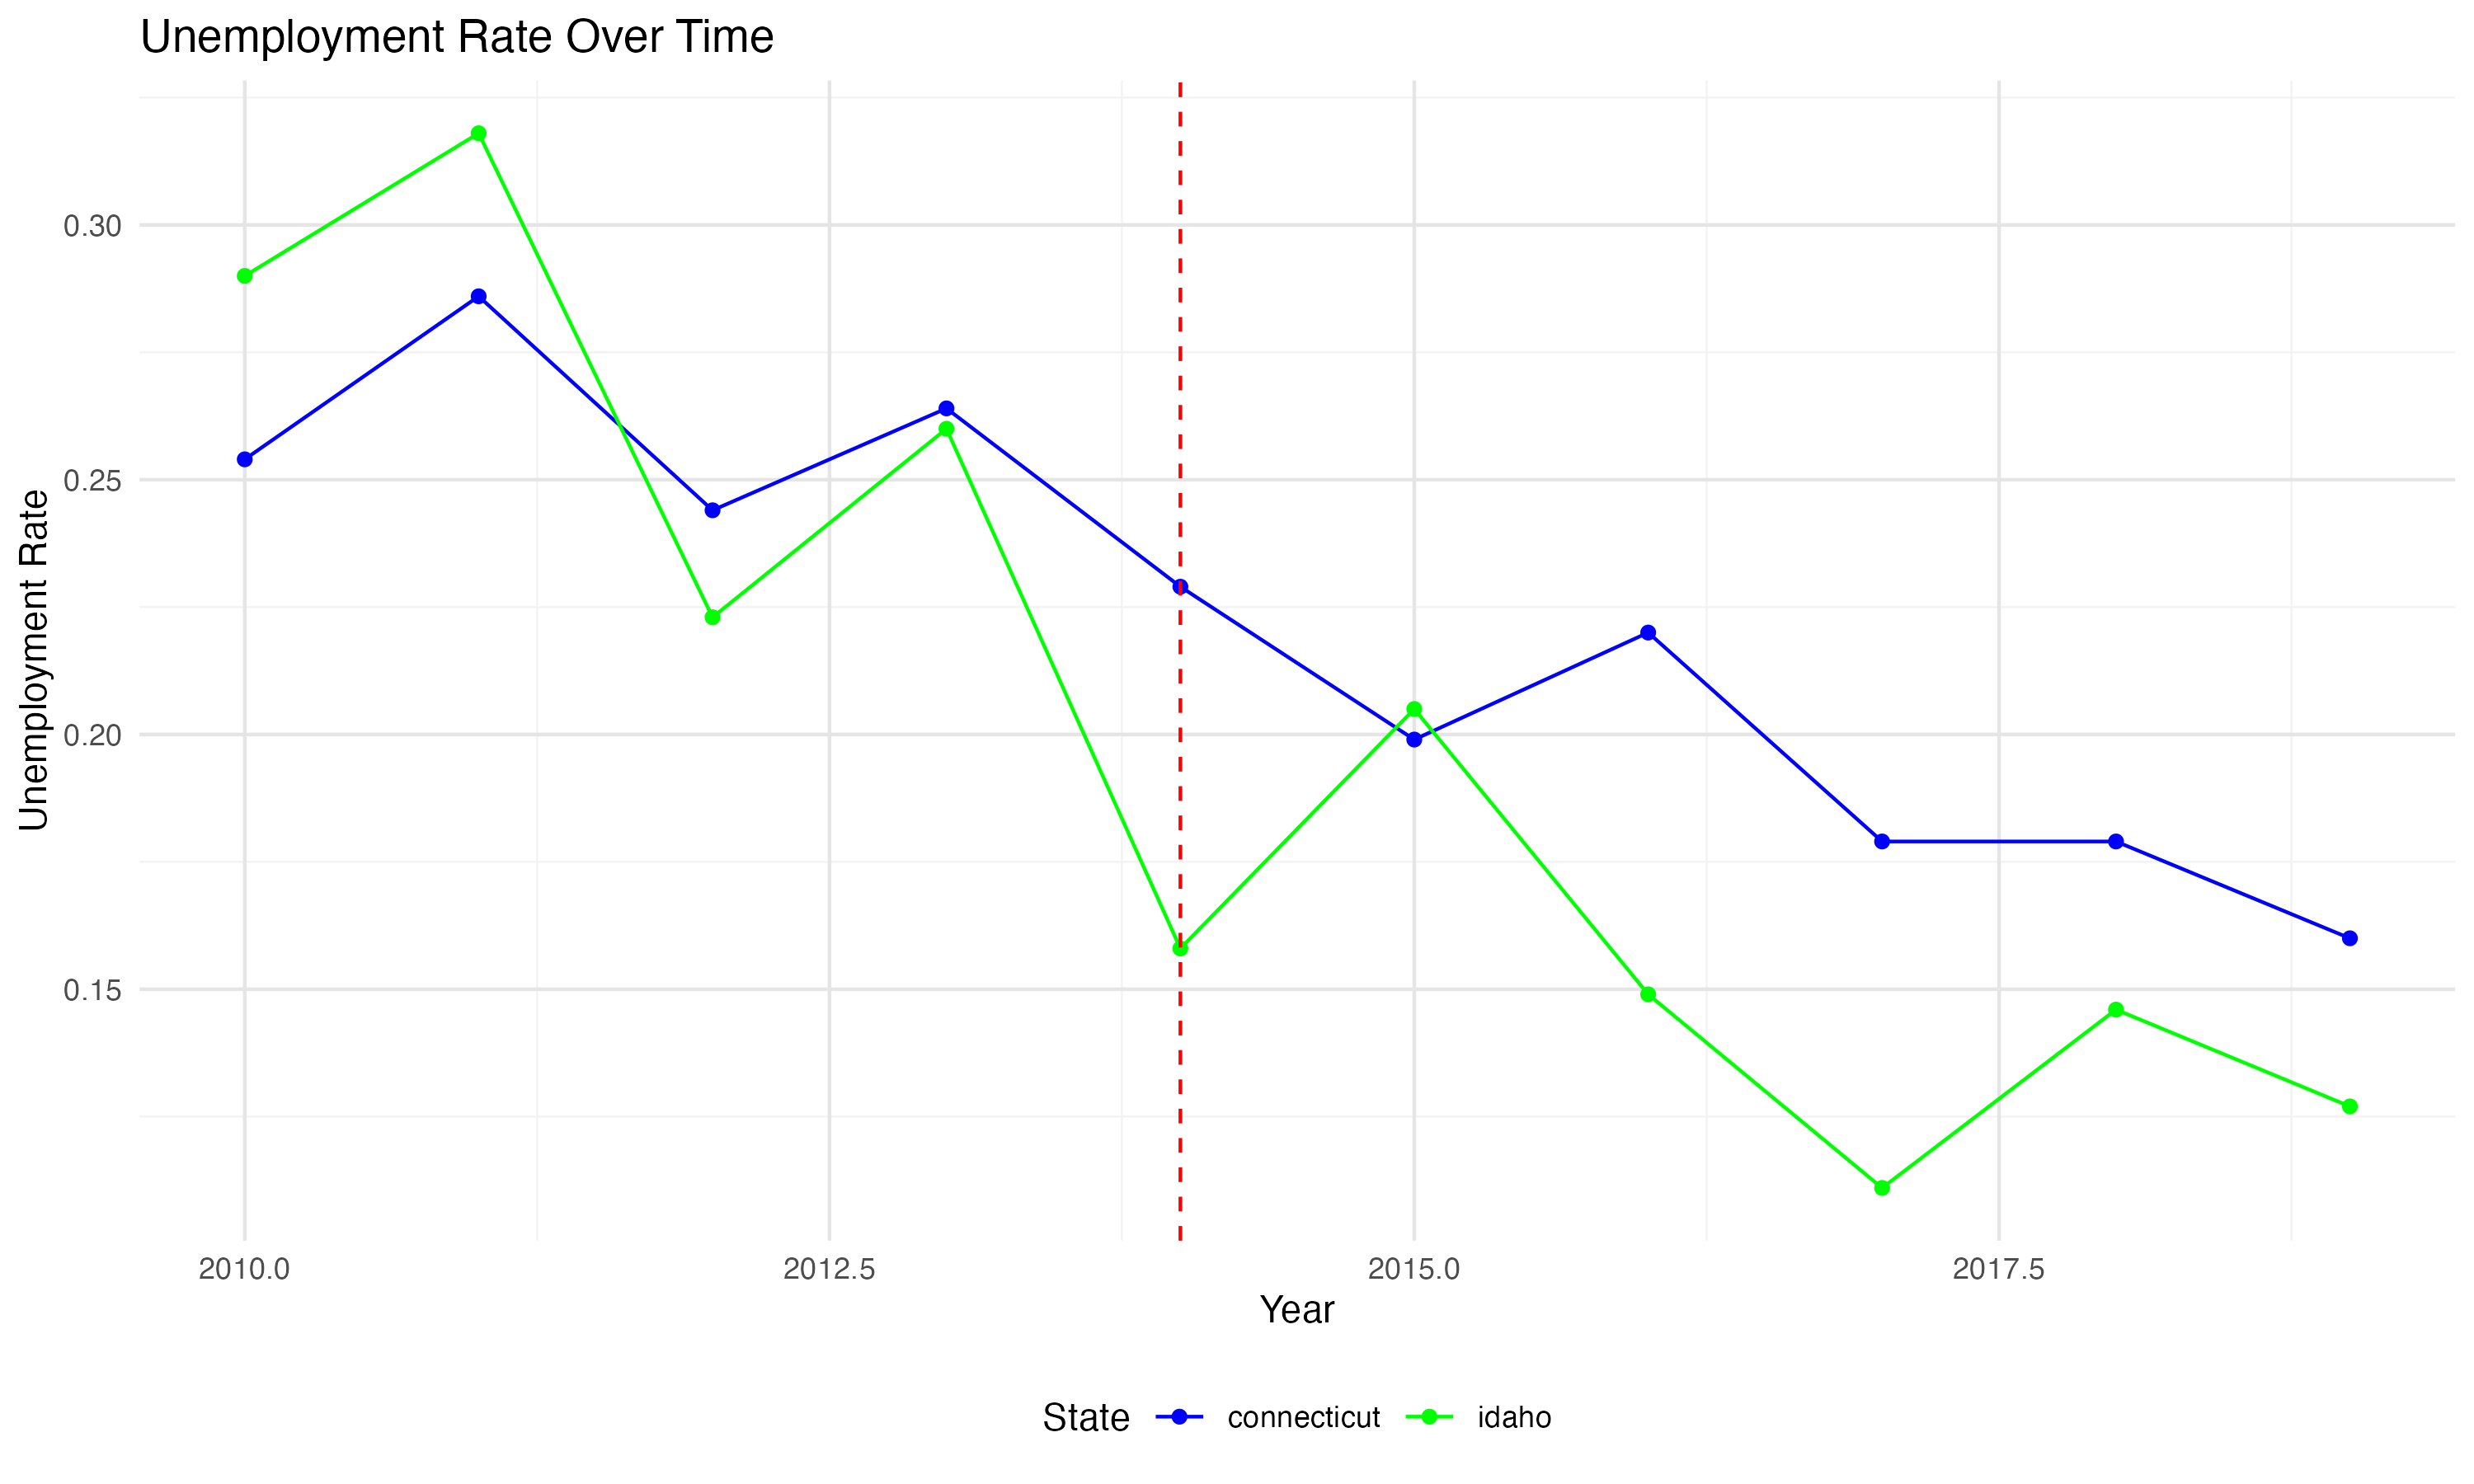 Unemployment Rate Over Time
Unemployment Rate
0.30
0.25
0.20
0.15
2010.0 2012.5 2015.0 2017.5
Year
State connecticut idaho